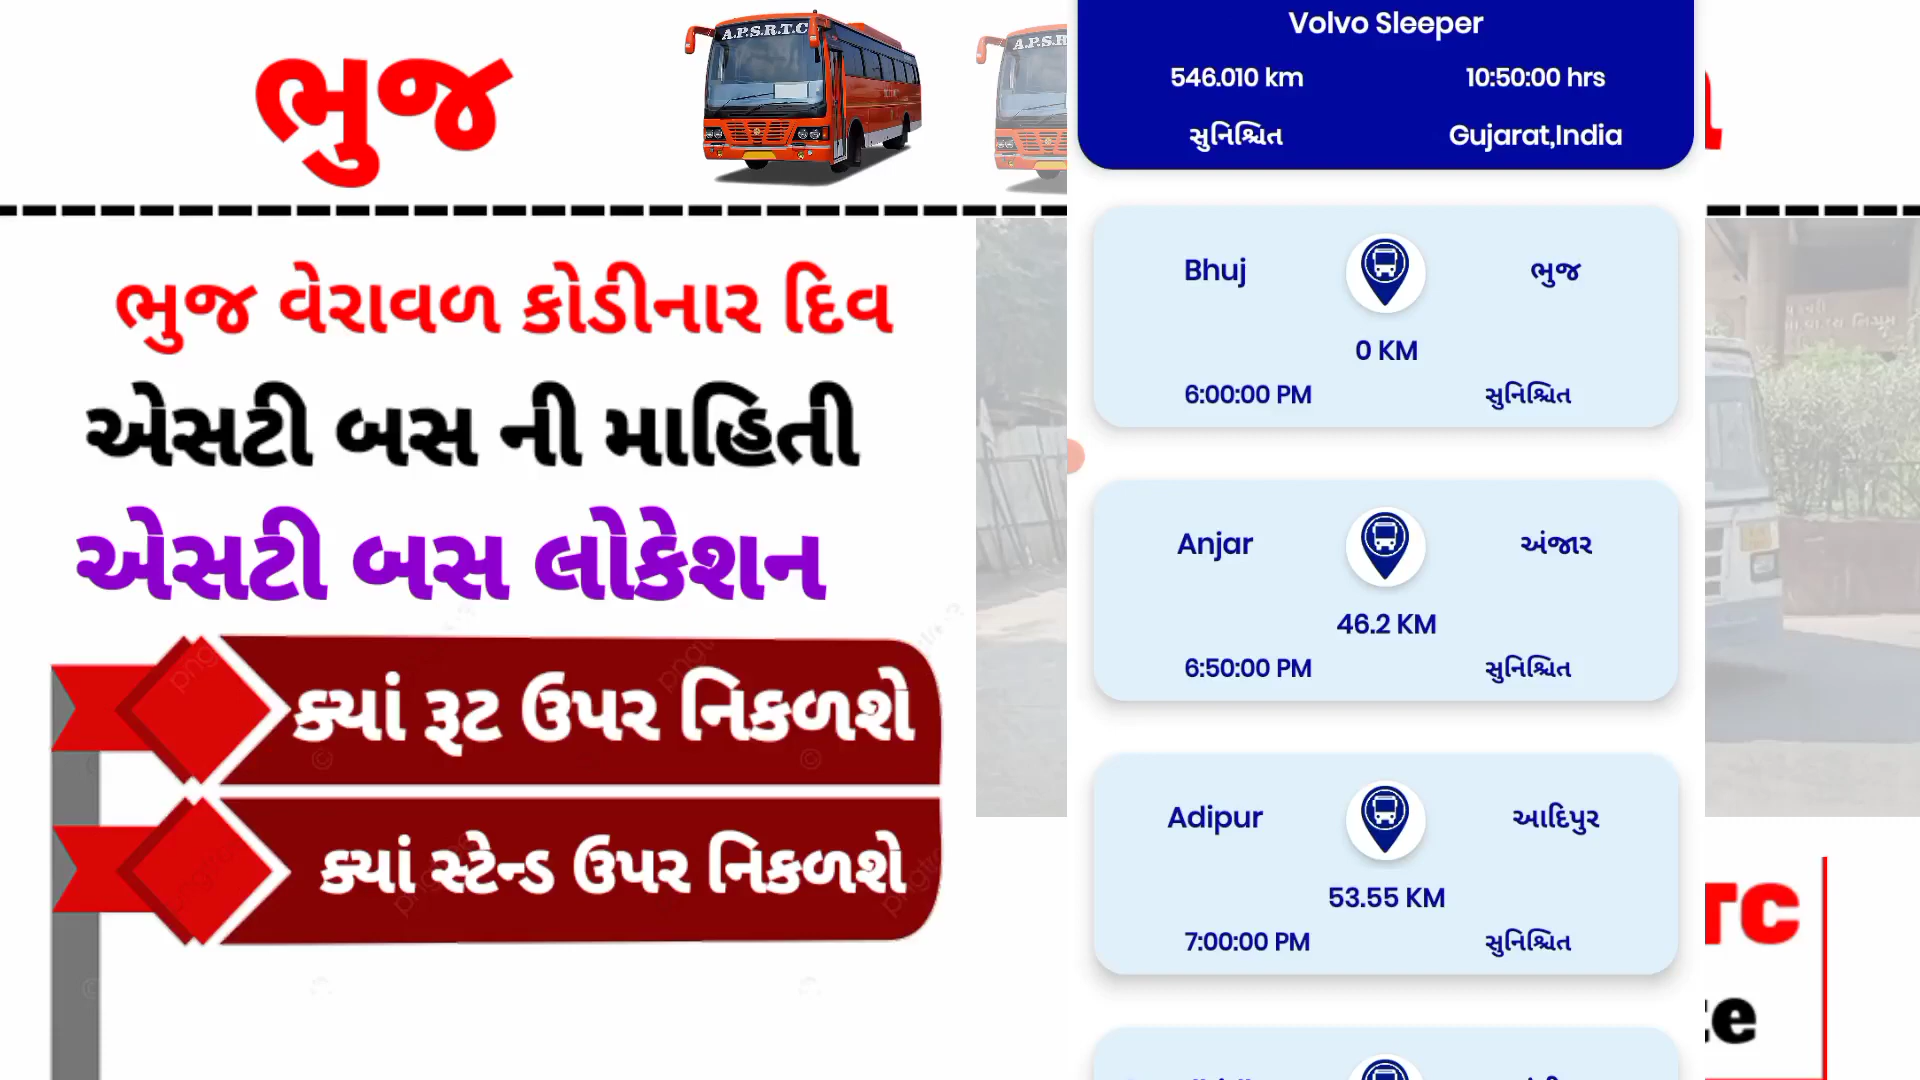 ભુજ
A.P.S.R.T.C
A.P.S.R
ભુજ વેરાવળ કોડીનાર દિવ
એસટી બસ ની માહિતી
એસટી બસ લોકેશન
ક્યાં રૂટ ઉપર નિકળશે
ક્યાં સ્ટેન્ડ ઉપર નિકળશે
Volvo Sleeper
546.010 km 10:50:00 hrs
સુનિશ્ચિત Gujarat,India
Bhuj ભુજ
0 KM
6:00:00 PM સુનિશ્ચિત
Anjar અંજાર
46.2 KM
6:50:00 PM સુનિશ્ચિત
Adipur આદિપુર
53.55 KM
7:00:00 PM સુનિશ્ચિત
TC
te